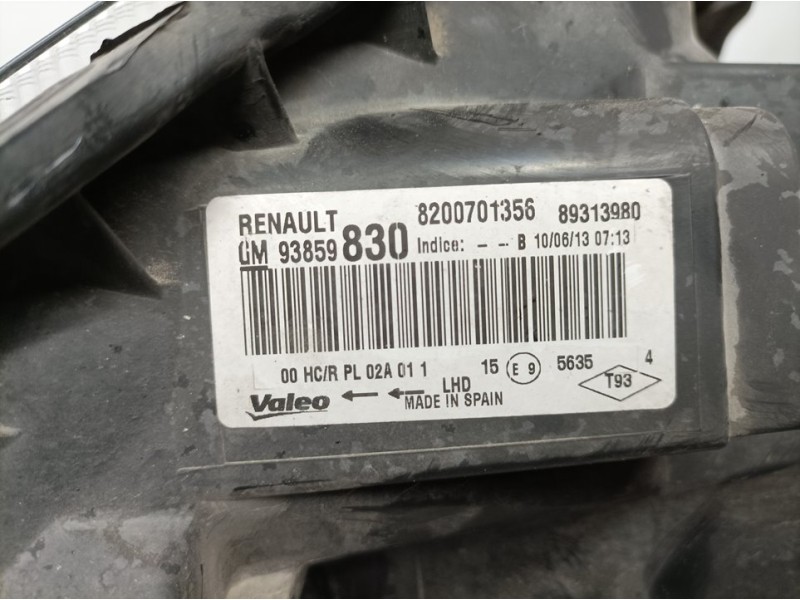 RENAULT 8200701356 89313980
GM 93859 830 Indice: - - B 10/06/13 07:13
00 HC/R PL 02A 01 1 15 E 9 5635 4
Valeo LHD T93
MADE IN SPAIN